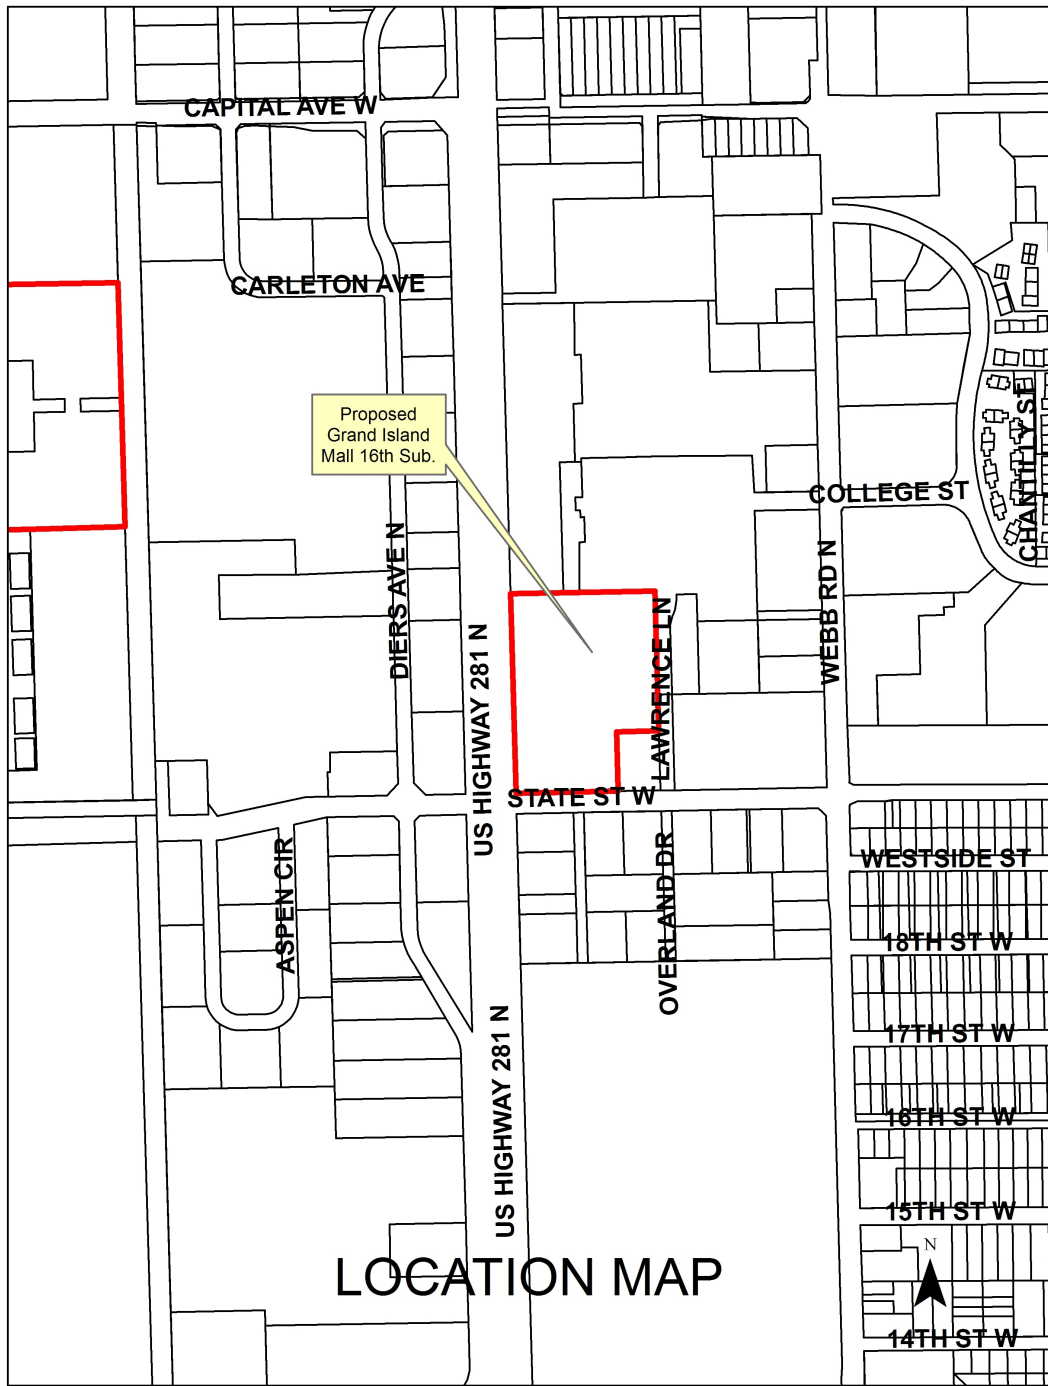 CAPITAL AVE W
CARLETON AVE
Proposed
Grand Island
Mall 16th Sub.
CHANTILLY ST
COLLEGE ST
DIERS AVE N
WEBB RD N
LAWRENCE LN
US HIGHWAY 281 N
STATE ST W
ASPEN CIR
OVERLAND DR
WESTSIDE ST
18TH ST W
17TH ST W
US HIGHWAY 281 N
16TH ST W
15TH ST W
N
LOCATION MAP
14TH ST W